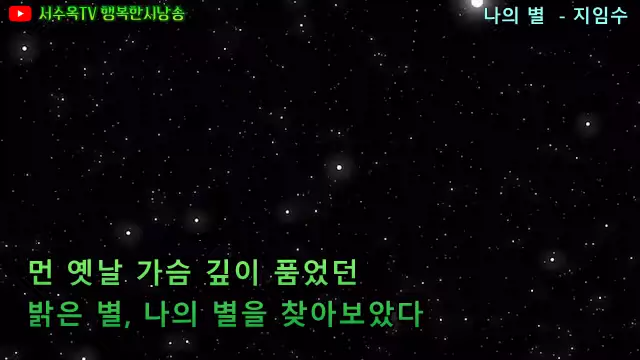 서수옥TV 행복한시낭송
나의 별 - 지임수
먼 옛날 가슴 깊이 품었던
밝은 별, 나의 별을 찾아보았다